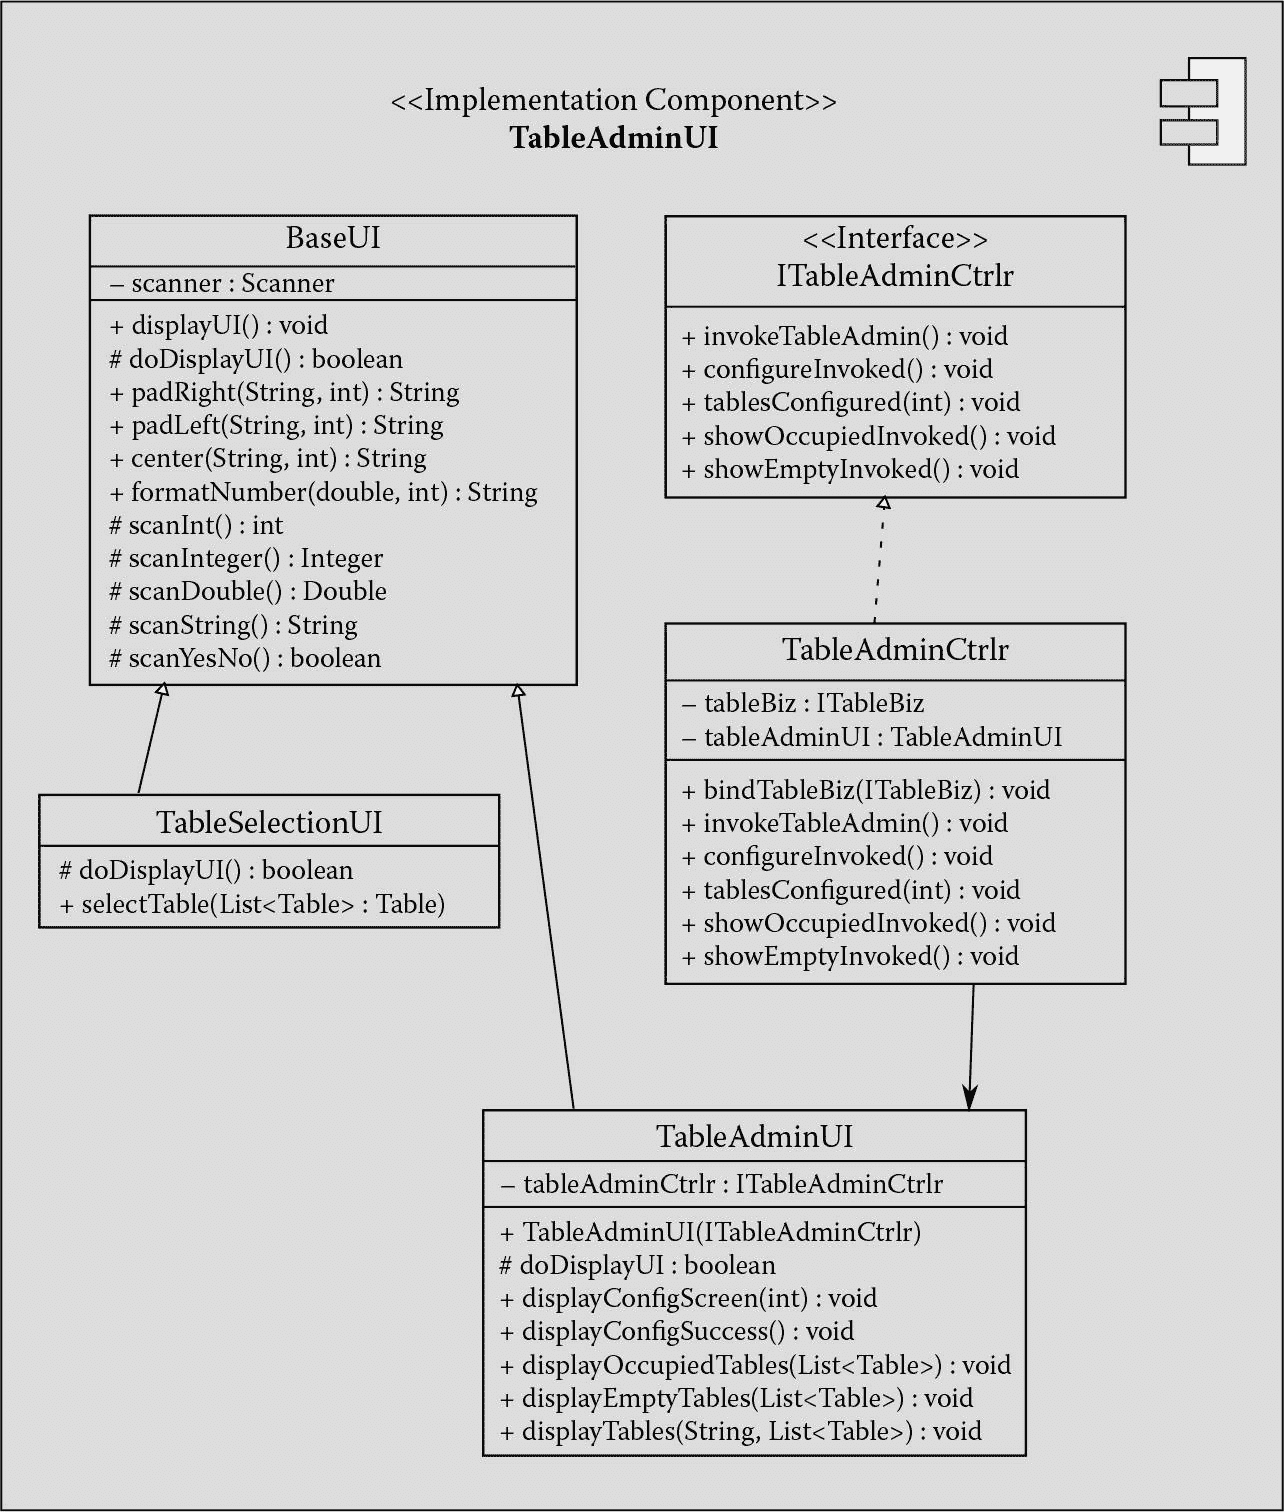 <<Implementation Component>>
TableAdminUI
BaseUI
– scanner : Scanner
+ displayUI() : void
# doDisplayUI() : boolean
+ padRight(String, int) : String
+ padLeft(String, int) : String
+ center(String, int) : String
+ formatNumber(double, int) : String
# scanInt() : int
# scanInteger() : Integer
# scanDouble() : Double
# scanString() : String
# scanYesNo() : boolean
<<Interface>>
ITableAdminCtrlr
+ invokeTableAdmin() : void
+ configureInvoked() : void
+ tablesConfigured(int) : void
+ showOccupiedInvoked() : void
+ showEmptyInvoked() : void
TableAdminCtrlr
– tableBiz : ITableBiz
– tableAdminUI : TableAdminUI
+ bindTableBiz(ITableBiz) : void
+ invokeTableAdmin() : void
+ configureInvoked() : void
+ tablesConfigured(int) : void
+ showOccupiedInvoked() : void
+ showEmptyInvoked() : void
TableSelectionUI
# doDisplayUI() : boolean
+ selectTable(List<Table> : Table)
TableAdminUI
– tableAdminCtrlr : ITableAdminCtrlr
+ TableAdminUI(ITableAdminCtrlr)
# doDisplayUI : boolean
+ displayConfigScreen(int) : void
+ displayConfigSuccess() : void
+ displayOccupiedTables(List<Table>) : void
+ displayEmptyTables(List<Table>) : void
+ displayTables(String, List<Table>) : void